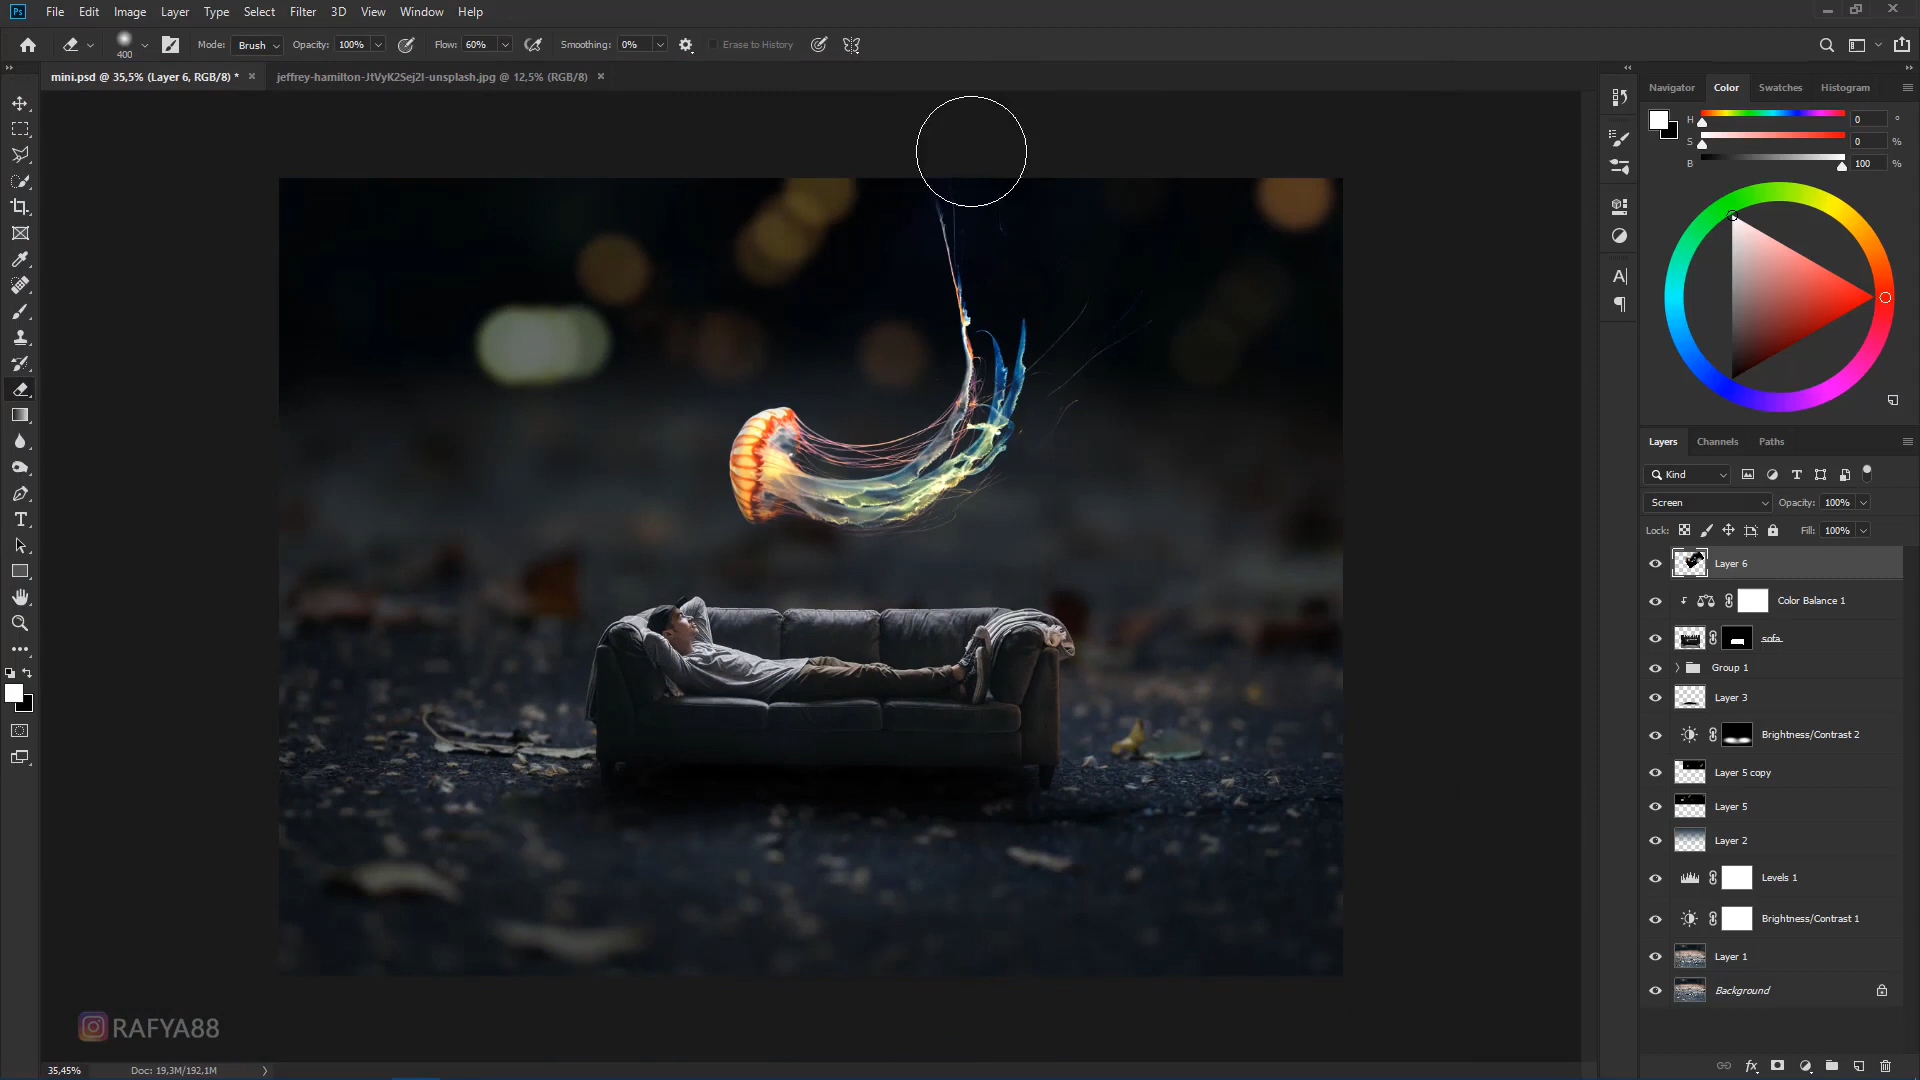 Ps File Edit Image Layer Type Select Filter 3D View Window Help
400 Mode: Brush Opacity: 100% Flow: 60% Smoothing: 0% Erase to History
mini.psd @ 35,5% (Layer 6, RGB/8) * × jeffrey-hamilton-JtVyK2Sej2I-unsplash.jpg @ 12,5% (RGB/8) ×
Navigator Color Swatches Histogram
H 0 °
S 0 %
B 100 %
Layers Channels Paths
Kind
Screen Opacity: 100%
Lock: Fill: 100%
Layer 6
Color Balance 1
sofa
Group 1
Layer 3
Brightness/Contrast 2
Layer 5 copy
Layer 5
Layer 2
Levels 1
Brightness/Contrast 1
Layer 1
Background
RAFYA88
35,45% Doc: 19,3M/192,1M